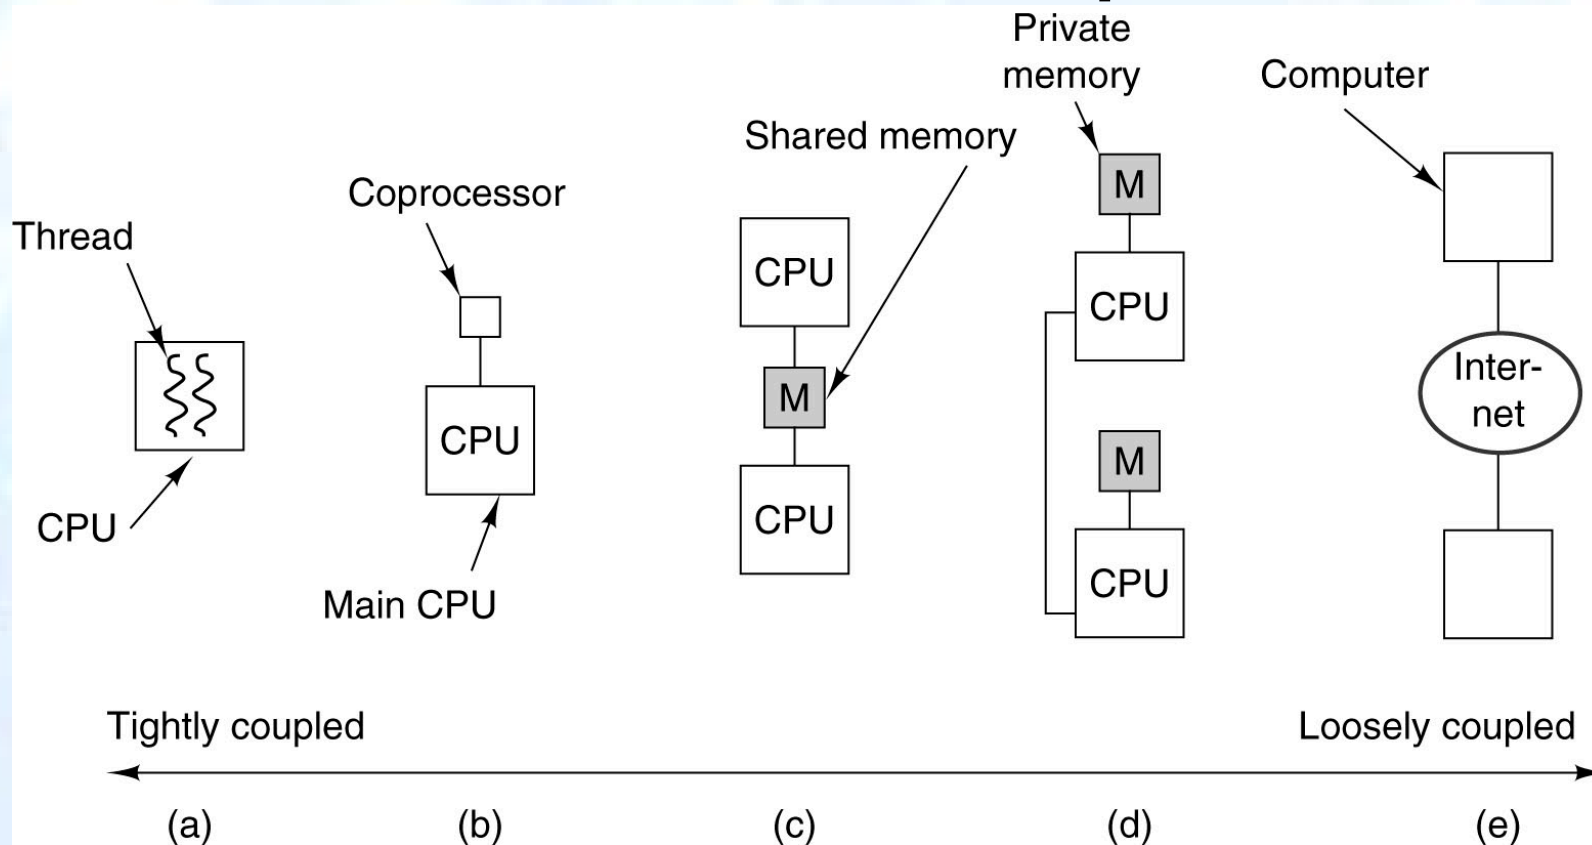 Private
memory
Computer
Shared memory
Coprocessor
Thread
M
CPU
CPU
CPU
Inter-
net
M
M
CPU
CPU
CPU
CPU
Main CPU
Tightly coupled
Loosely coupled
(a)
(b)
(c)
(d)
(e)